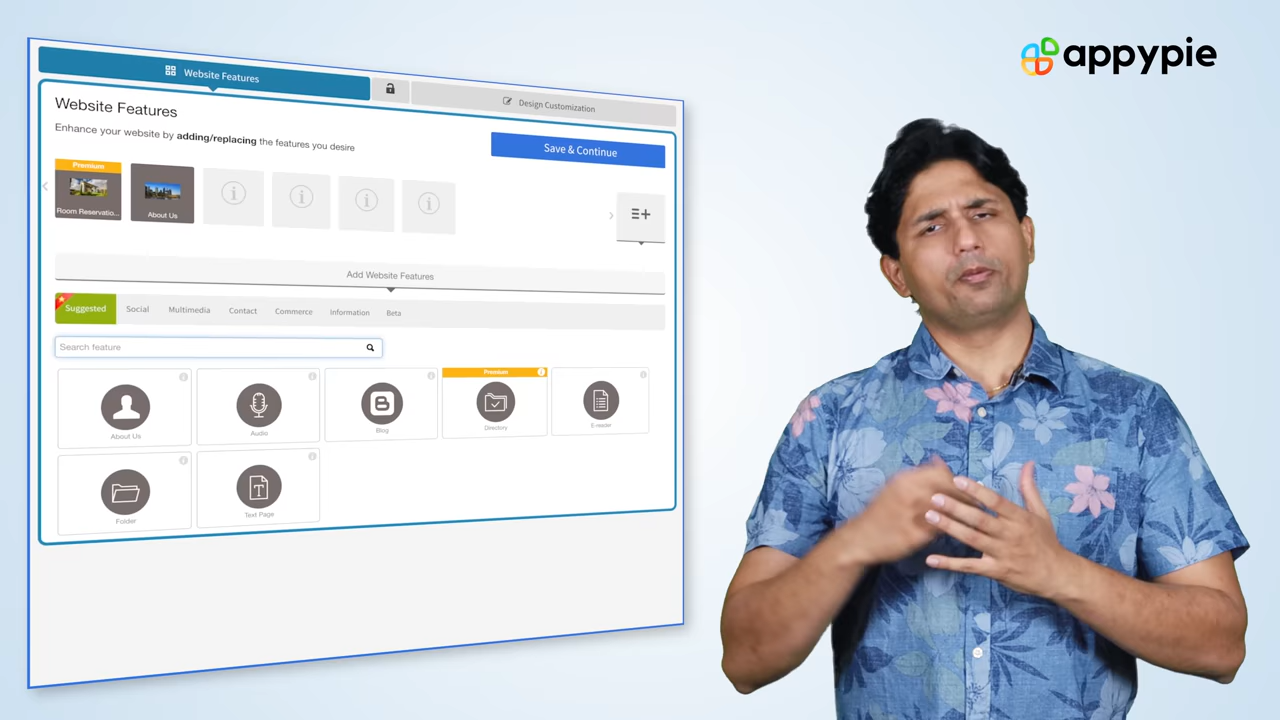 appypie
Website Features
Design Customization
Website Features
Enhance your website by adding/replacing the features you desire
Save & Continue
Premium
Room Reservatio...
About Us
Add Website Features
Suggested
Social
Multimedia
Contact
Commerce
Information
Beta
Search feature
About Us
Audio
Blog
Premium
Directory
E-reader
Folder
Text Page